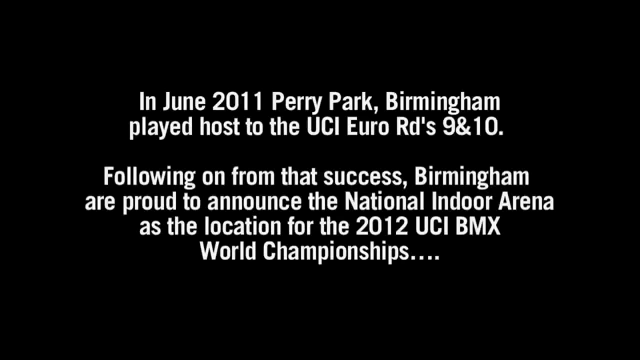 In June 2011 Perry Park, Birmingham
played host to the UCI Euro Rd's 9&10.
Following on from that success, Birmingham
are proud to announce the National Indoor Arena
as the location for the 2012 UCI BMX
World Championships....